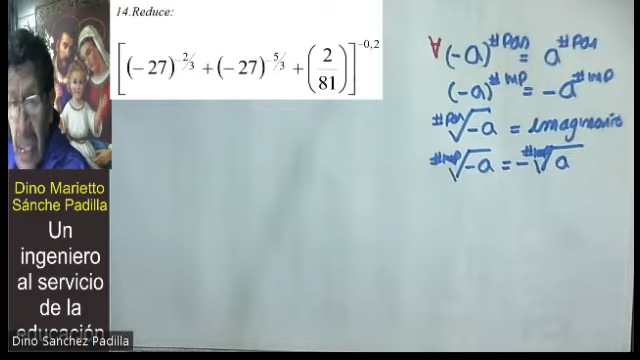 14.Reduce:
[(-27)^{-2/3} + (-27)^{-5/3} + (2/81)]^{-0,2}
∀ (-a)^{#par} = a^{#par}
(-a)^{#imp} = -a^{#imp}
^{#par}√-a = imaginario
^{#imp}√-a = -^{#imp}√a
Dino Marietto
Sánche Padilla
Un
ingeniero
al servicio
de la
educación
Dino Sanchez Padilla